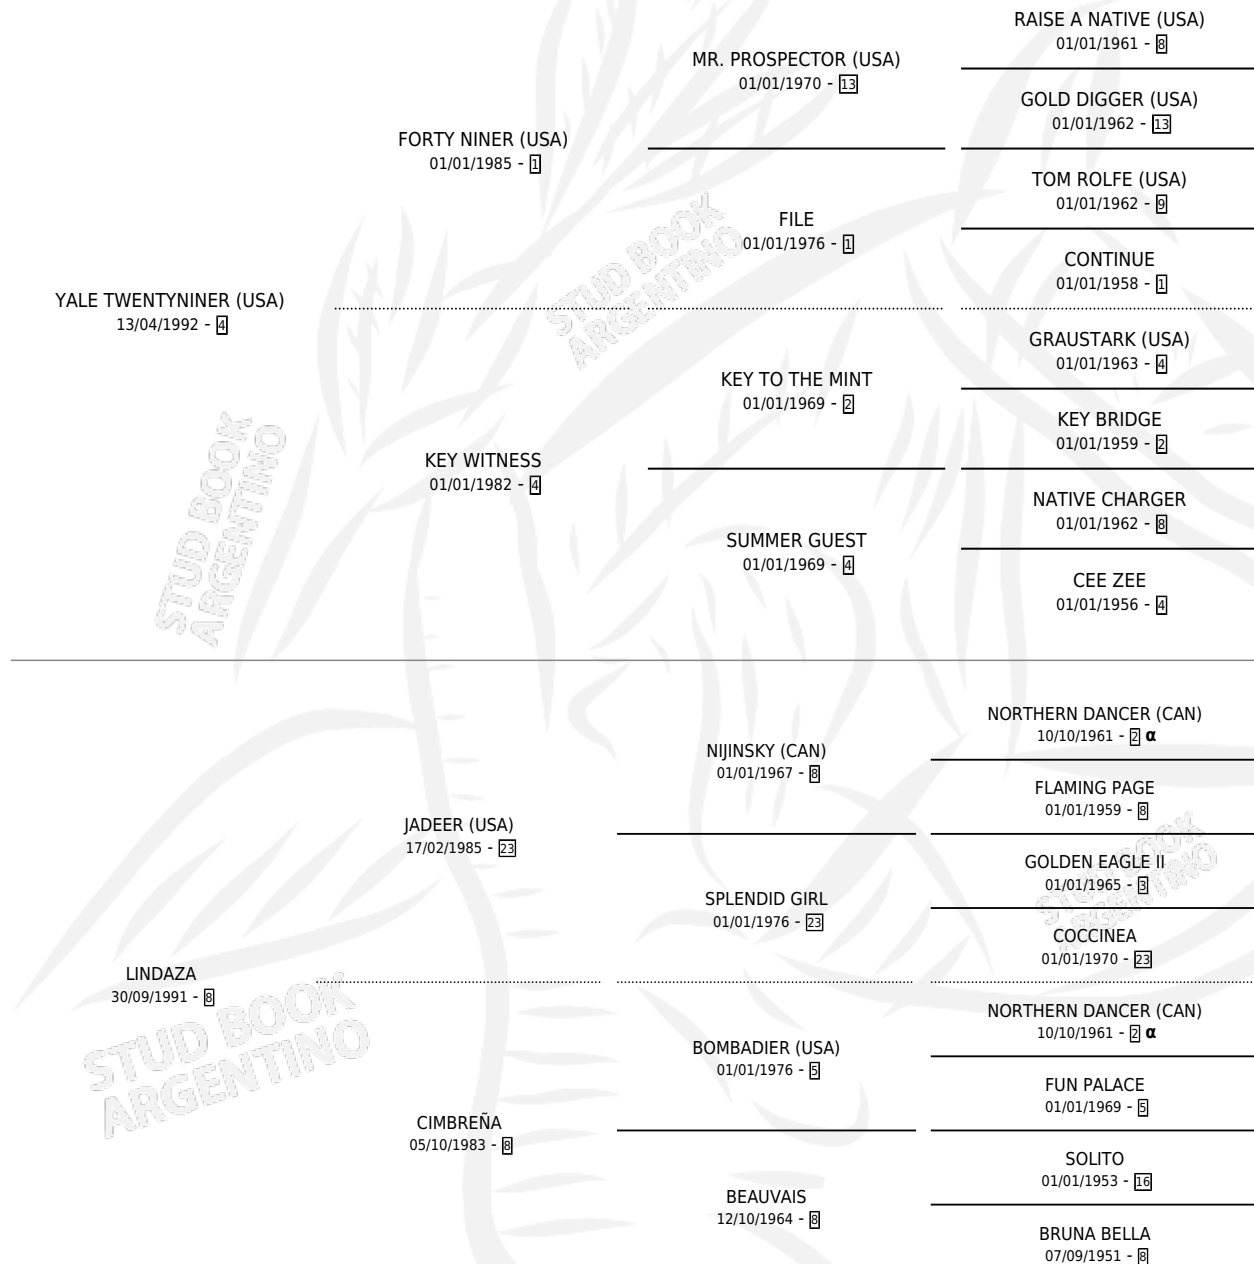 RAISE A NATIVE (USA)
01/01/1961 - 8
MR. PROSPECTOR (USA)
01/01/1970 - 13
GOLD DIGGER (USA)
01/01/1962 - 13
FORTY NINER (USA)
01/01/1985 - 1
TOM ROLFE (USA)
01/01/1962 - 9
FILE
01/01/1976 - 1
CONTINUE
01/01/1958 - 1
YALE TWENTYNINER (USA)
13/04/1992 - 4
GRAUSTARK (USA)
01/01/1963 - 4
KEY TO THE MINT
01/01/1969 - 2
KEY BRIDGE
01/01/1959 - 2
KEY WITNESS
01/01/1982 - 4
NATIVE CHARGER
01/01/1962 - 8
SUMMER GUEST
01/01/1969 - 4
CEE ZEE
01/01/1956 - 4
STUD BOOK
ARGENTINO
STUD BOOK
ARGENTINO
NORTHERN DANCER (CAN)
10/10/1961 - 2 α
NIJINSKY (CAN)
01/01/1967 - 8
FLAMING PAGE
01/01/1959 - 8
JADEER (USA)
17/02/1985 - 23
GOLDEN EAGLE II
01/01/1965 - 3
SPLENDID GIRL
01/01/1976 - 23
COCCINEA
01/01/1970 - 23
STUD BOOK
ARGENTINO
LINDAZA
30/09/1991 - 8
NORTHERN DANCER (CAN)
10/10/1961 - 2 α
BOMBADIER (USA)
01/01/1976 - 5
FUN PALACE
01/01/1969 - 5
CIMBREÑA
05/10/1983 - 8
SOLITO
01/01/1953 - 16
BEAUVAIS
12/10/1964 - 8
BRUNA BELLA
07/09/1951 - 8
STUD BOOK
ARGENTINO